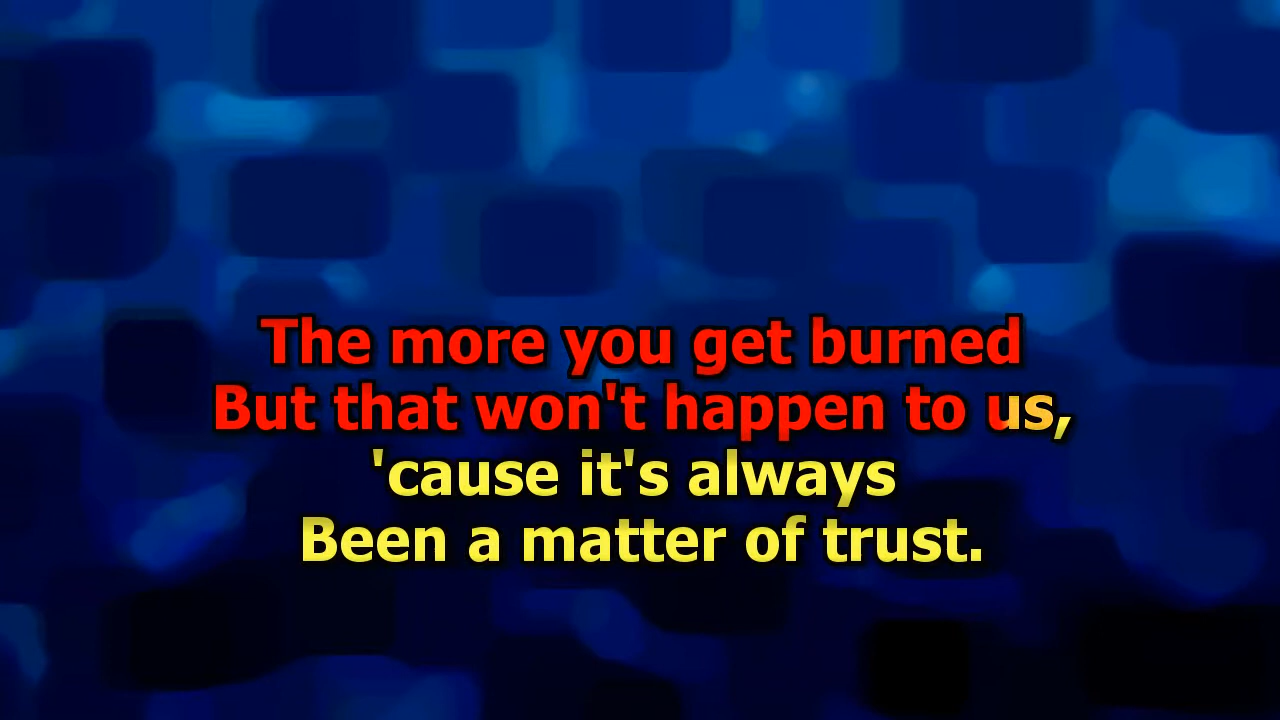 The more you get burned
But that won't happen to us,
'cause it's always
Been a matter of trust.